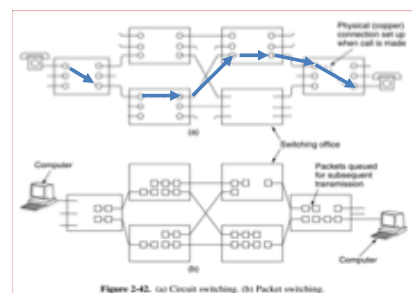 Physical (copper)
connection set up
when call is made
(a)
Switching office
Computer
Packets queued
for subsequent
transmission
Computer
(b)
Figure 2-42. (a) Circuit switching. (b) Packet switching.